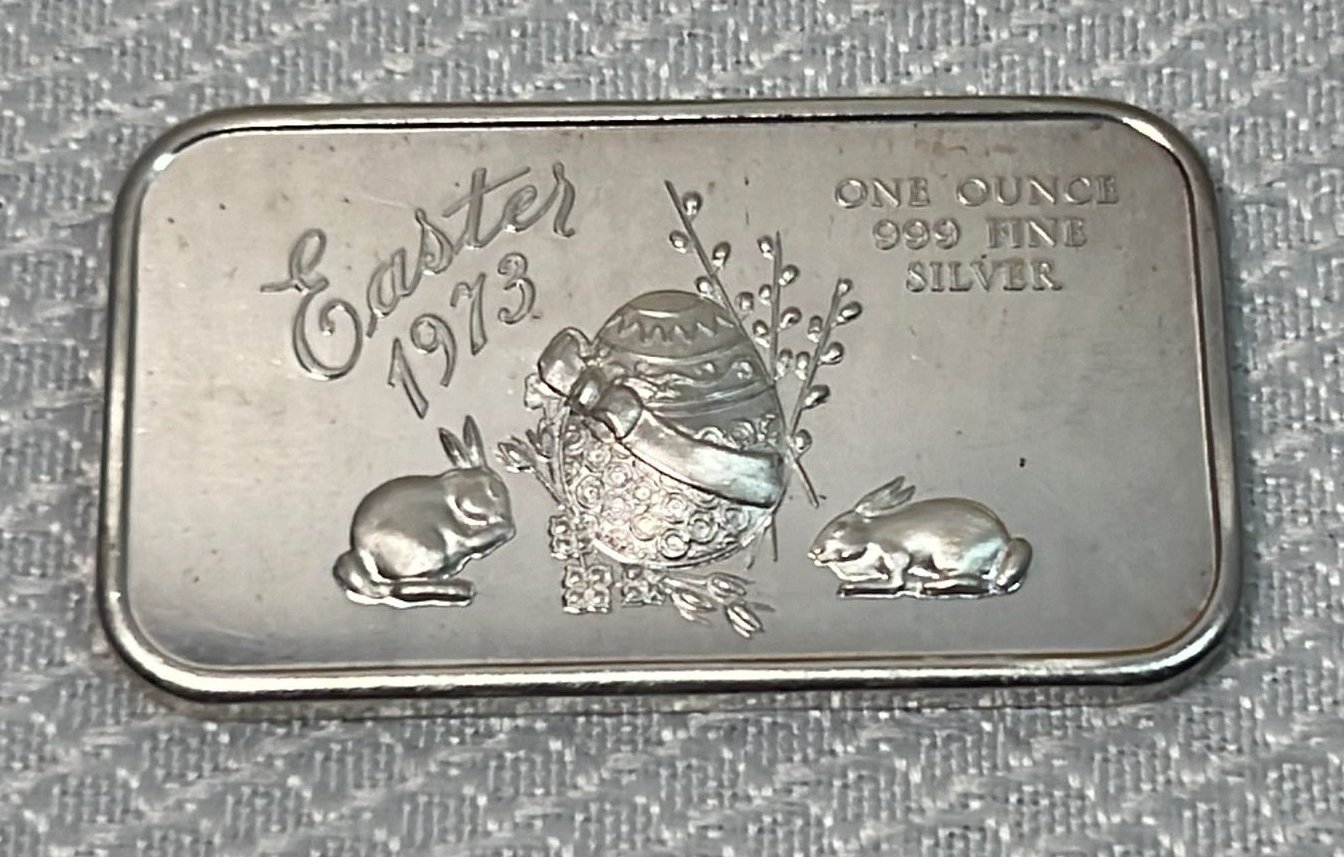 Easter
1973
ONE OUNCE
999 FINE
SILVER